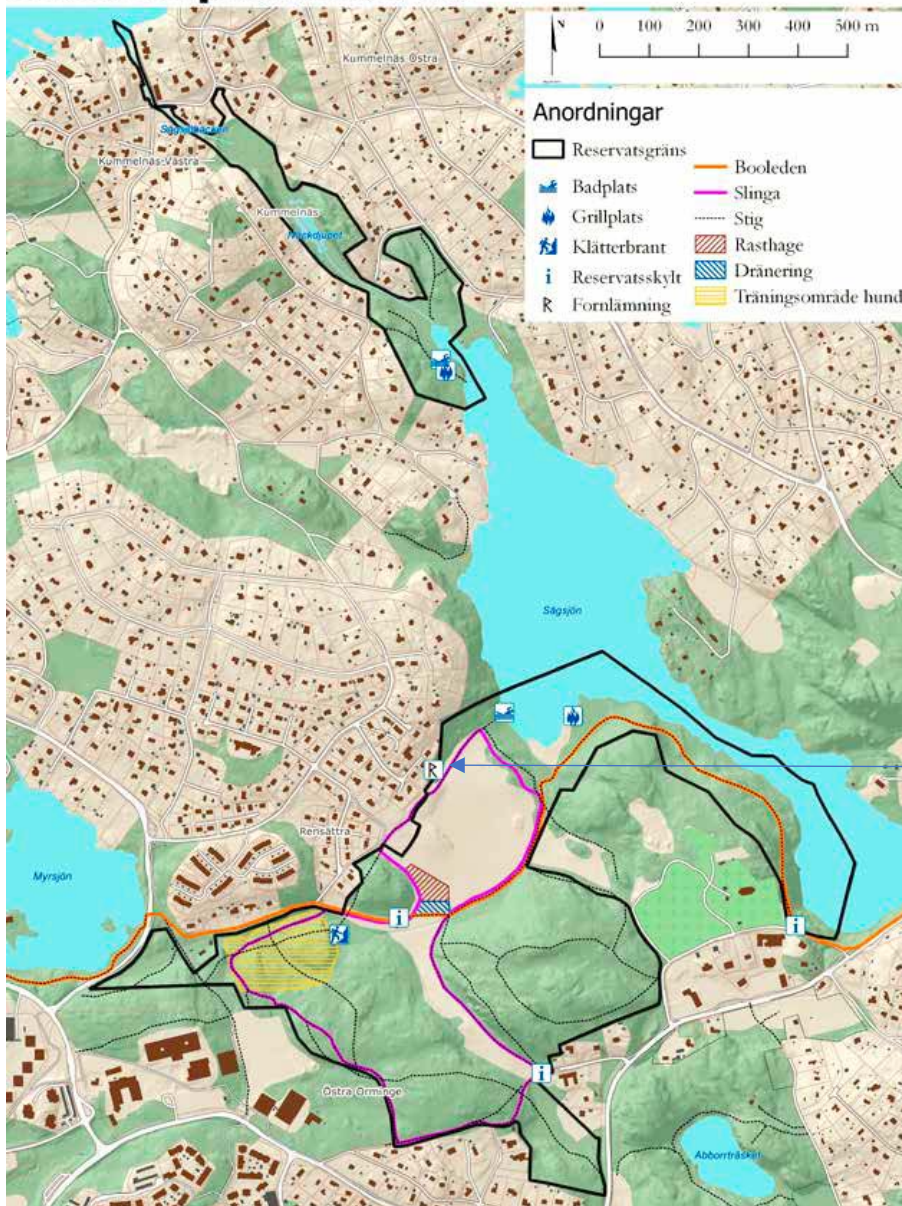 N
0 100 200 300 400 500 m
Anordningar
Reservatsgräns
Badplats
Grillplats
Klätterbrant
i Reservatsskylt
R Fornlämning
Booleden
Slinga
Stig
Rasthage
Dränering
Träningsområde hund
Kummelnäs Östra
Kummelnäs Västra
Kummelnäs
Näckdjupet
Sågsjön
R
Rensättra
Myrsjön
i
i
i
Östra Orminge
Abborrträsket